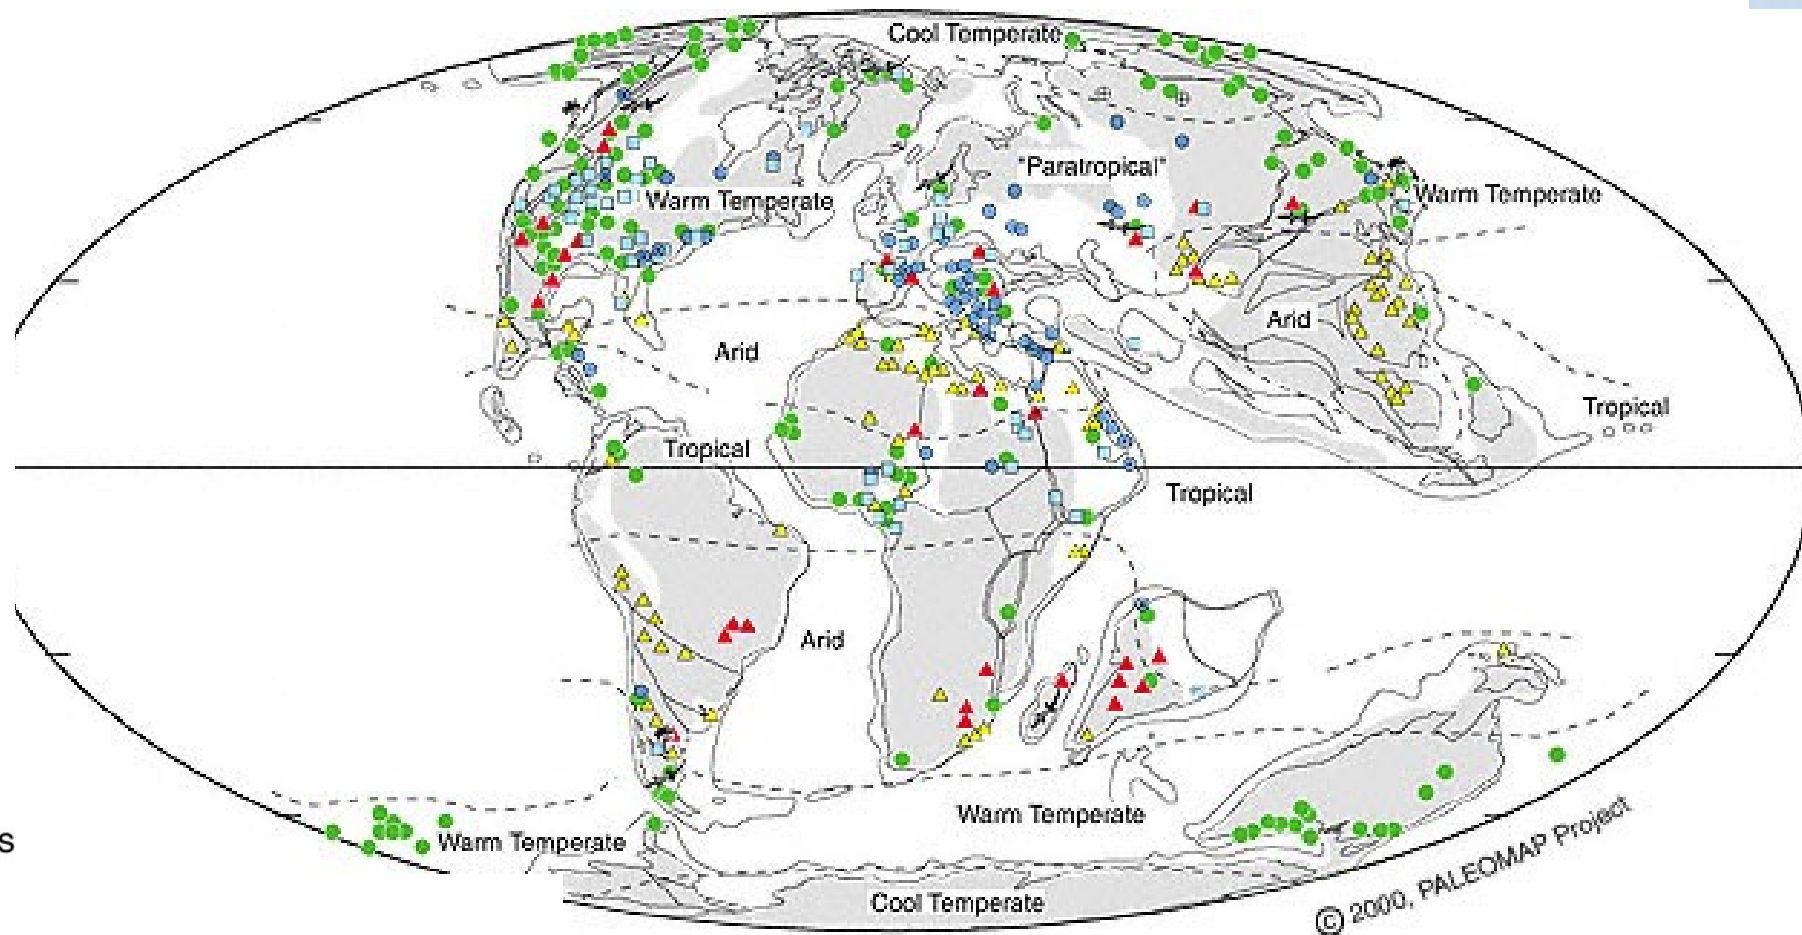 Cool Temperate
"Paratropical"
Warm Temperate
Warm Temperate
Arid
Arid
Tropical
Tropical
Tropical
Arid
Warm Temperate
Warm Temperate
s
Cool Temperate
© 2000, PALEOMAP Project